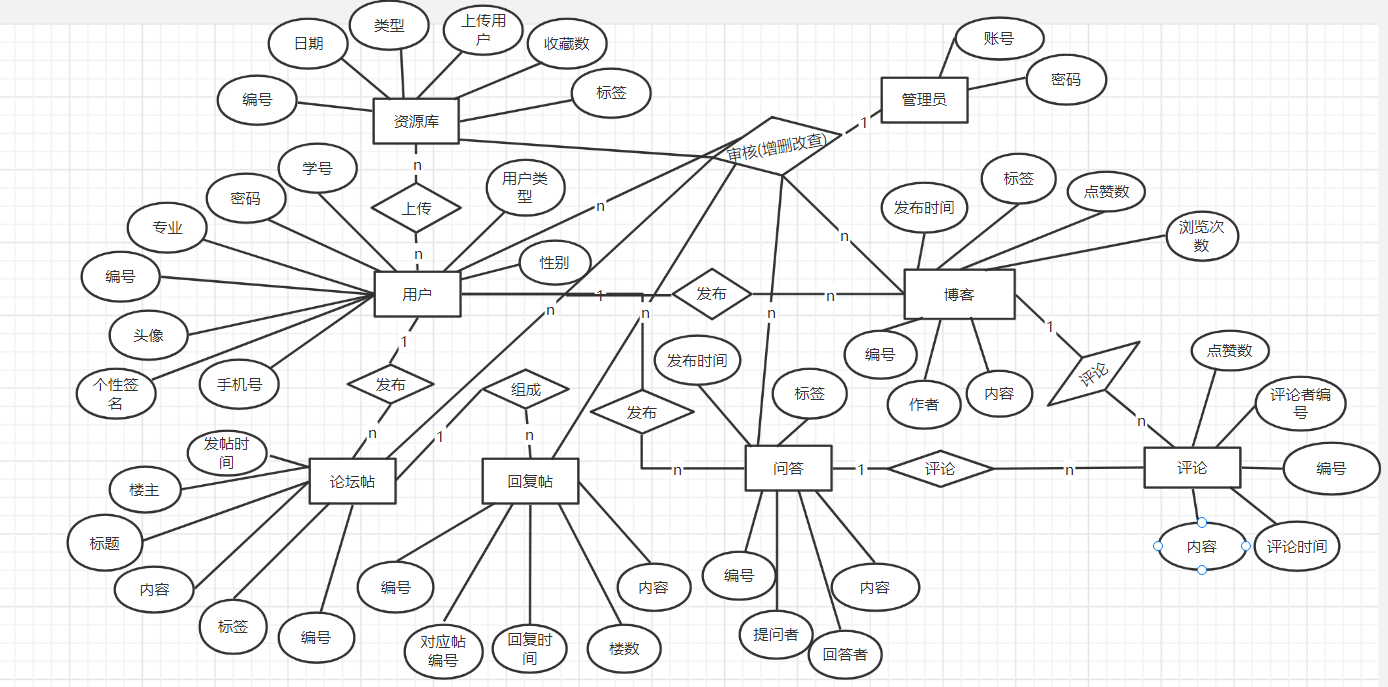 类型
上传用
户
日期
收藏数
账号
编号
标签
密码
资源库
管理员
1
审核(增删改查)
n
学号
用户类
型
密码
上传
n
标签
点赞数
发布时间
专业
n
n
浏览次
数
n
性别
编号
用户
1
发布
n
博客
n
n
n
头像
1
1
发布时间
编号
点赞数
个性签
名
手机号
发布
组成
标签
作者
内容
评论
评论者编
号
发布
n
n
1
n
n
发帖时
间
论坛帖
回复帖
n
问答
1
评论
n
评论
编号
楼主
标题
内容
编号
内容
编号
内容
内容
评论时间
标签
编号
对应帖
编号
回复时
间
楼数
提问者
回答者